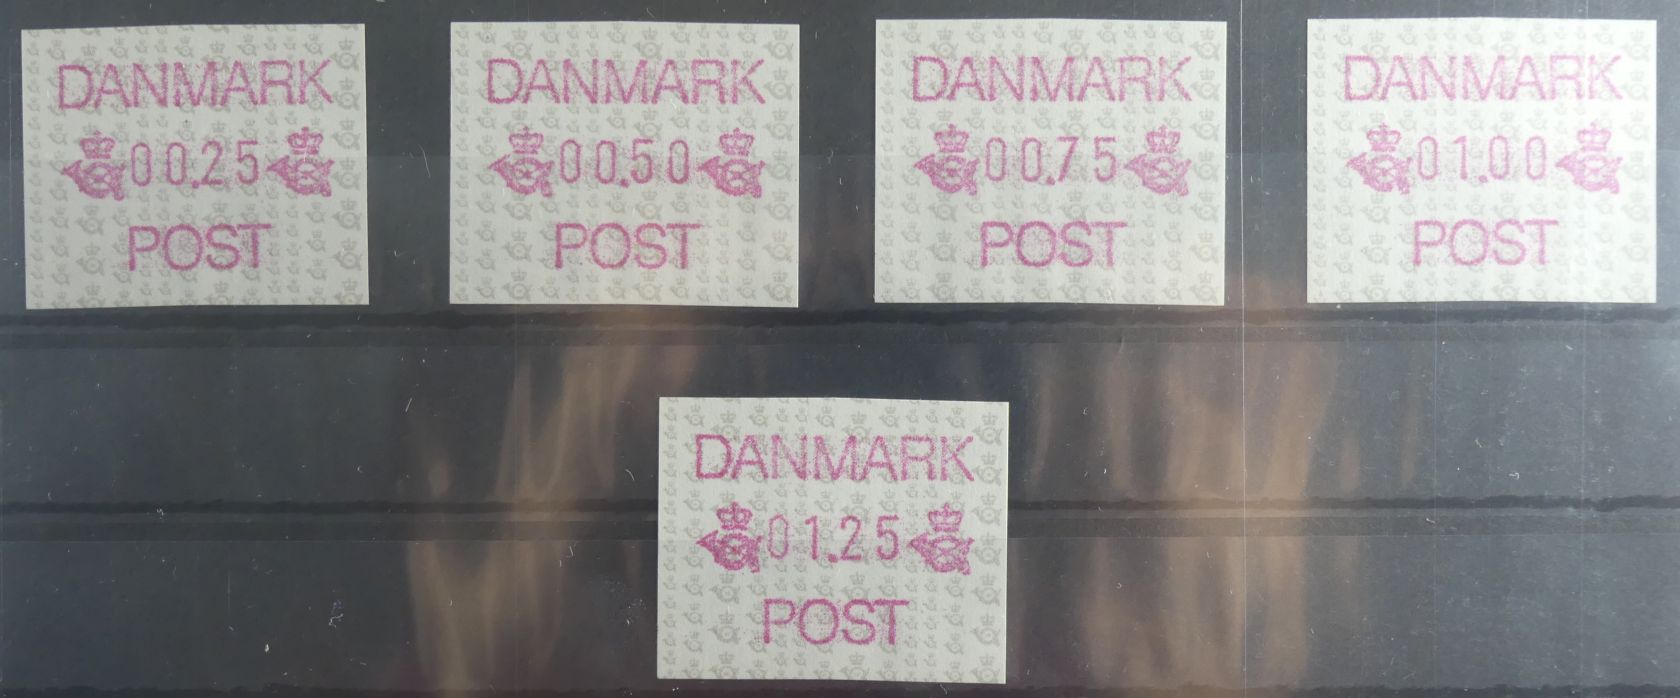 DANMARK
00.25
POST
DANMARK
00.50
POST
DANMARK
00.75
POST
DANMARK
01.00
POST
DANMARK
01.25
POST